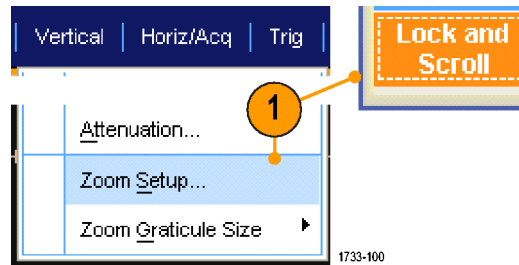 Vertical | Horiz/Acq | Trig
Lock and
Scroll
1
Attenuation...
Zoom Setup...
Zoom Graticule Size
1733-100